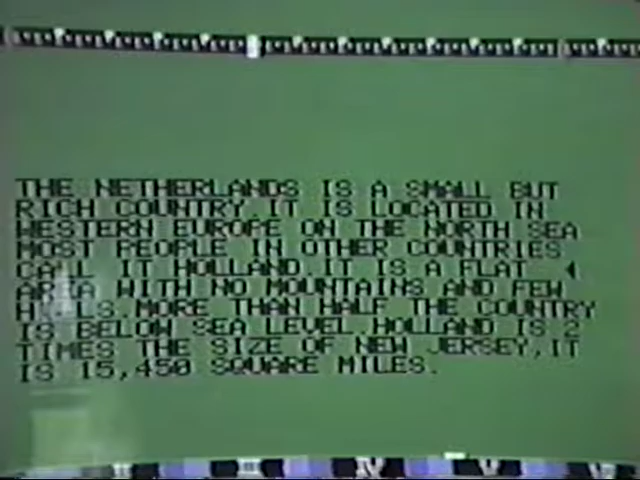 THE NETHERLANDS IS A SMALL BUT
RICH COUNTRY IT IS LOCATED IN
WESTERN EUROPE ON THE NORTH SEA
MOST PEOPLE IN OTHER COUNTRIES
CALL IT HOLLAND.IT IS A FLAT
AREA WITH NO MOUNTAINS AND FEW
HILLS.MORE THAN HALF THE COUNTRY
IS BELOW SEA LEVEL.HOLLAND IS 2
TIMES THE SIZE OF NEW JERSEY,IT
IS 15,450 SQUARE MILES.